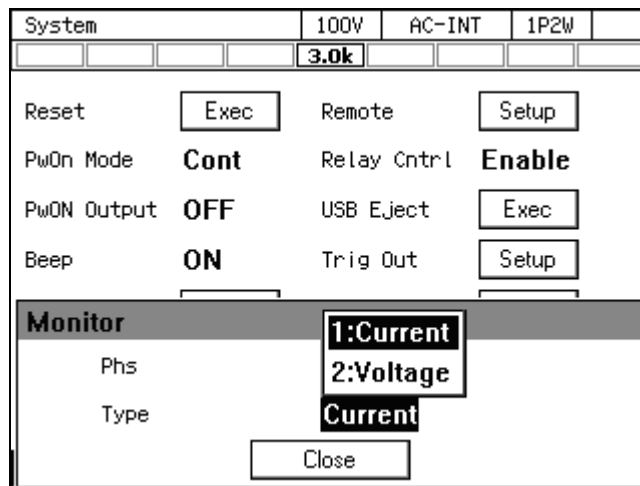 System 100V AC-INT 1P2W
3.0k
Reset Exec Remote Setup
PwOn Mode Cont Relay Cntrl Enable
PwON Output OFF USB Eject Exec
Beep ON Trig Out Setup
Monitor
1:Current
Phs
2:Voltage
Type Current
Close